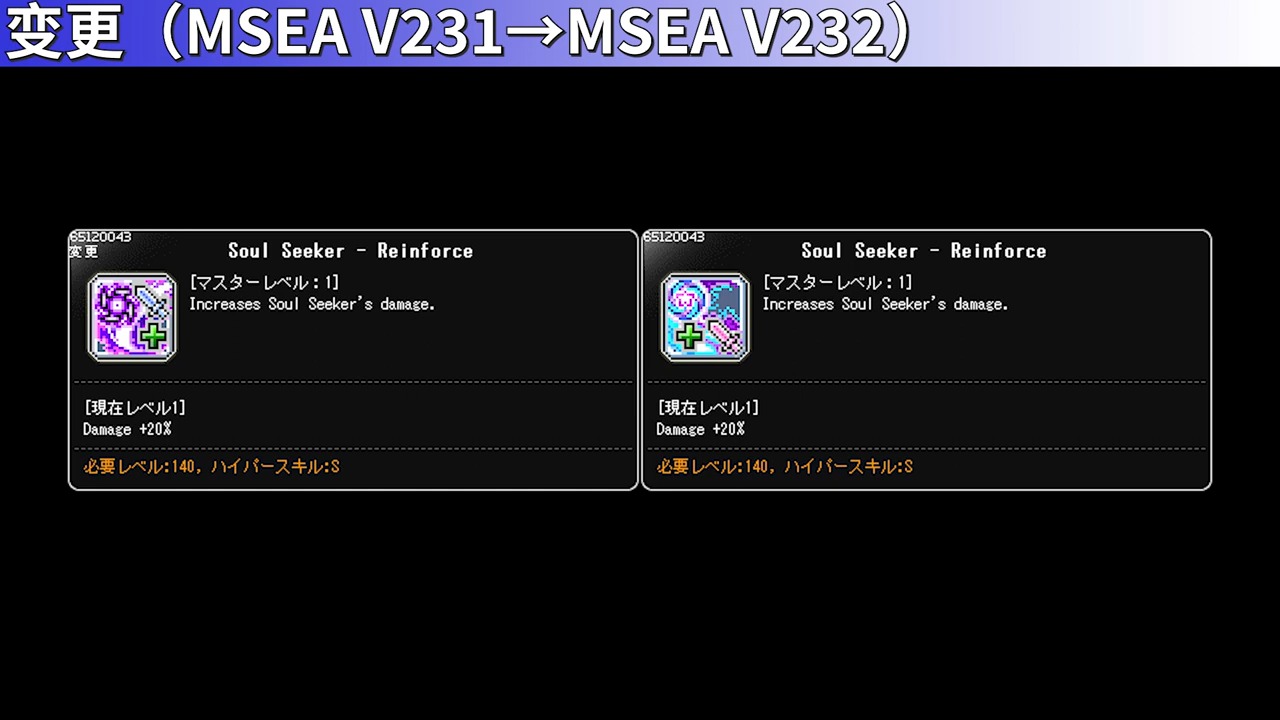 変更（MSEA V231→MSEA V232）
65120043
変更
Soul Seeker - Reinforce
[マスターレベル：1]
Increases Soul Seeker's damage.
[現在レベル1]
Damage +20%
必要レベル:140, ハイパースキル:S
65120043
Soul Seeker - Reinforce
[マスターレベル：1]
Increases Soul Seeker's damage.
[現在レベル1]
Damage +20%
必要レベル:140, ハイパースキル:S